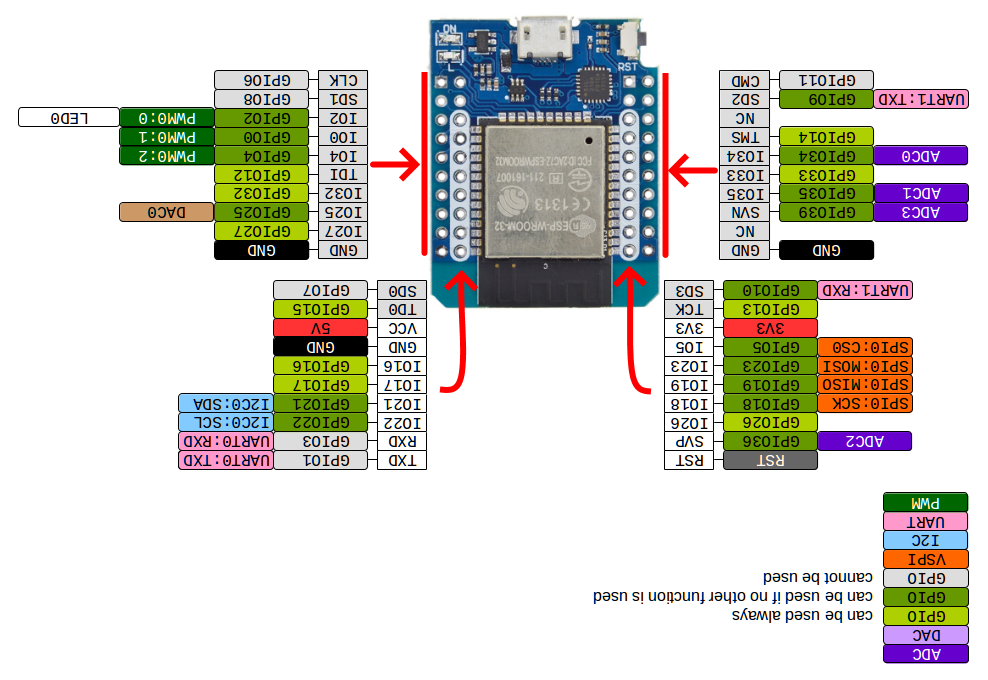 ADC
DAC
GPIO can be used always
GPIO can be used if no other function is used
GPIO cannot be used
VSPI
I2C
UART
PWM
RST RST
ADC2 GPIO36 SVP
GPIO26 IO26
SPI0:SCK GPIO18 IO18
SPI0:MISO GPIO19 IO19
SPI0:MOSI GPIO23 IO23
SPI0:CS0 GPIO5 IO5
3V3 3V3
GPIO13 TCK
UART1:RXD GPIO10 SD3
TXD GPIO1 UART0:TXD
RXD GPIO3 UART0:RXD
IO22 GPIO22 I2C0:SCL
IO21 GPIO21 I2C0:SDA
IO17 GPIO17
IO16 GPIO16
GND GND
VCC 5V
TD0 GPIO15
SD0 GPIO7
GND GND
NC
ADC3 GPIO39 SVN
ADC1 GPIO35 IO35
GPIO33 IO33
ADC0 GPIO34 IO34
GPIO14 TMS
NC
UART1:TXD GPIO9 SD2
GPIO11 CMD
GND GND
IO27 GPIO27
IO25 GPIO25 DAC0
IO32 GPIO32
TDI GPIO12
IO4 GPIO4 PWM0:2
IO0 GPIO0 PWM0:1
IO2 GPIO2 PWM0:0 LED0
SD1 GPIO8
CLK GPIO6
ON
L
RST
ESP-WROOM-32
CE1313
211-161007
FCC ID:2AC7Z-ESPWROOM32